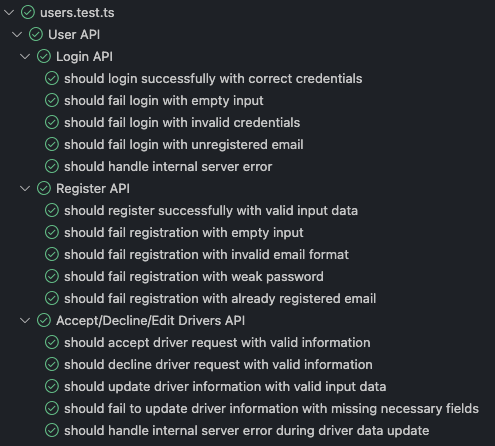 users.test.ts
User API
Login API
should login successfully with correct credentials
should fail login with empty input
should fail login with invalid credentials
should fail login with unregistered email
should handle internal server error
Register API
should register successfully with valid input data
should fail registration with empty input
should fail registration with invalid email format
should fail registration with weak password
should fail registration with already registered email
Accept/Decline/Edit Drivers API
should accept driver request with valid information
should decline driver request with valid information
should update driver information with valid input data
should fail to update driver information with missing necessary fields
should handle internal server error during driver data update